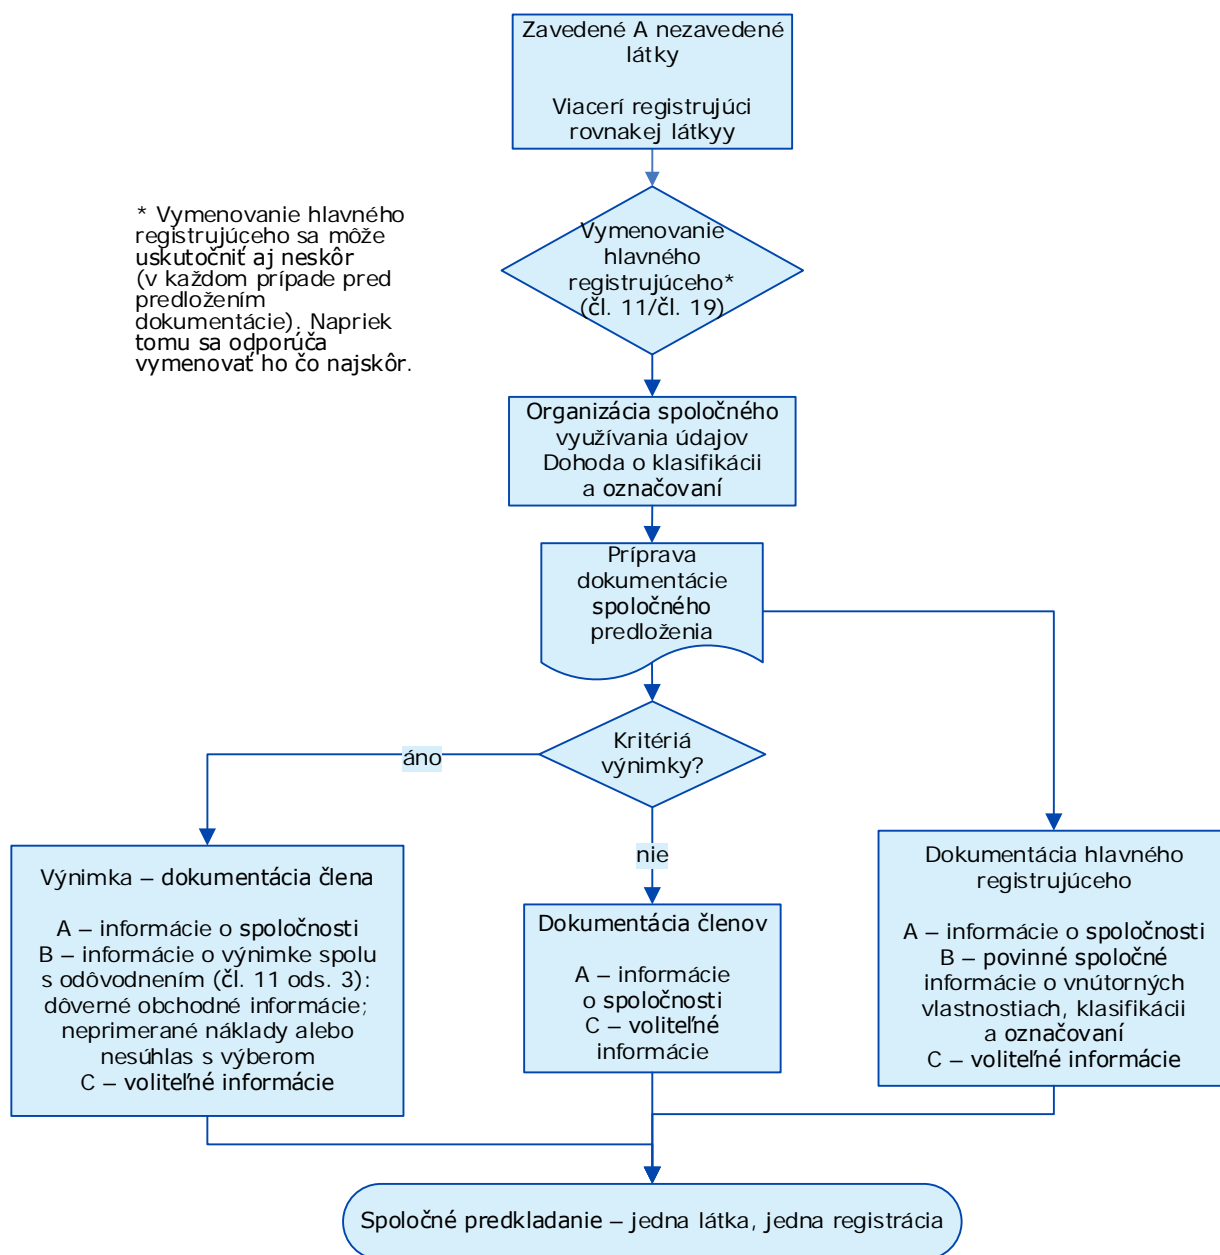 Zavedené A nezavedené
látky
Viacerí registrujúci
rovnakej látkyy
* Vymenovanie hlavného
registrujúceho sa môže
uskutočniť aj neskôr
(v každom prípade pred
predložením
dokumentácie). Napriek
tomu sa odporúča
vymenovať ho čo najskôr.
Vymenovanie
hlavného
registrujúceho*
(čl. 11/čl. 19)
Organizácia spoločného
využívania údajov
Dohoda o klasifikácii
a označovaní
Príprava
dokumentácie
spoločného
predloženia
Kritériá
výnimky?
áno
nie
Výnimka – dokumentácia člena
A – informácie o spoločnosti
B – informácie o výnimke spolu
s odôvodnením (čl. 11 ods. 3):
dôverné obchodné informácie;
neprimerané náklady alebo
nesúhlas s výberom
C – voliteľné informácie
Dokumentácia členov
A – informácie
o spoločnosti
C – voliteľné
informácie
Dokumentácia hlavného
registrujúceho
A – informácie o spoločnosti
B – povinné spoločné
informácie o vnútorných
vlastnostiach, klasifikácii
a označovaní
C – voliteľné informácie
Spoločné predkladanie – jedna látka, jedna registrácia